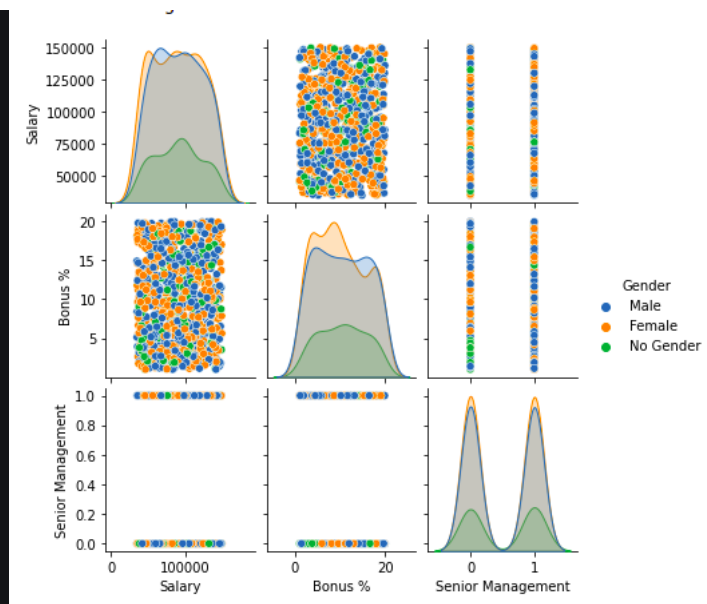 150000
125000
100000
75000
50000
Salary
20
15
10
5
Bonus %
Gender
Male
Female
No Gender
1.0
0.8
0.6
0.4
0.2
0.0
Senior Management
0 100000
Salary
0 20
Bonus %
0 1
Senior Management